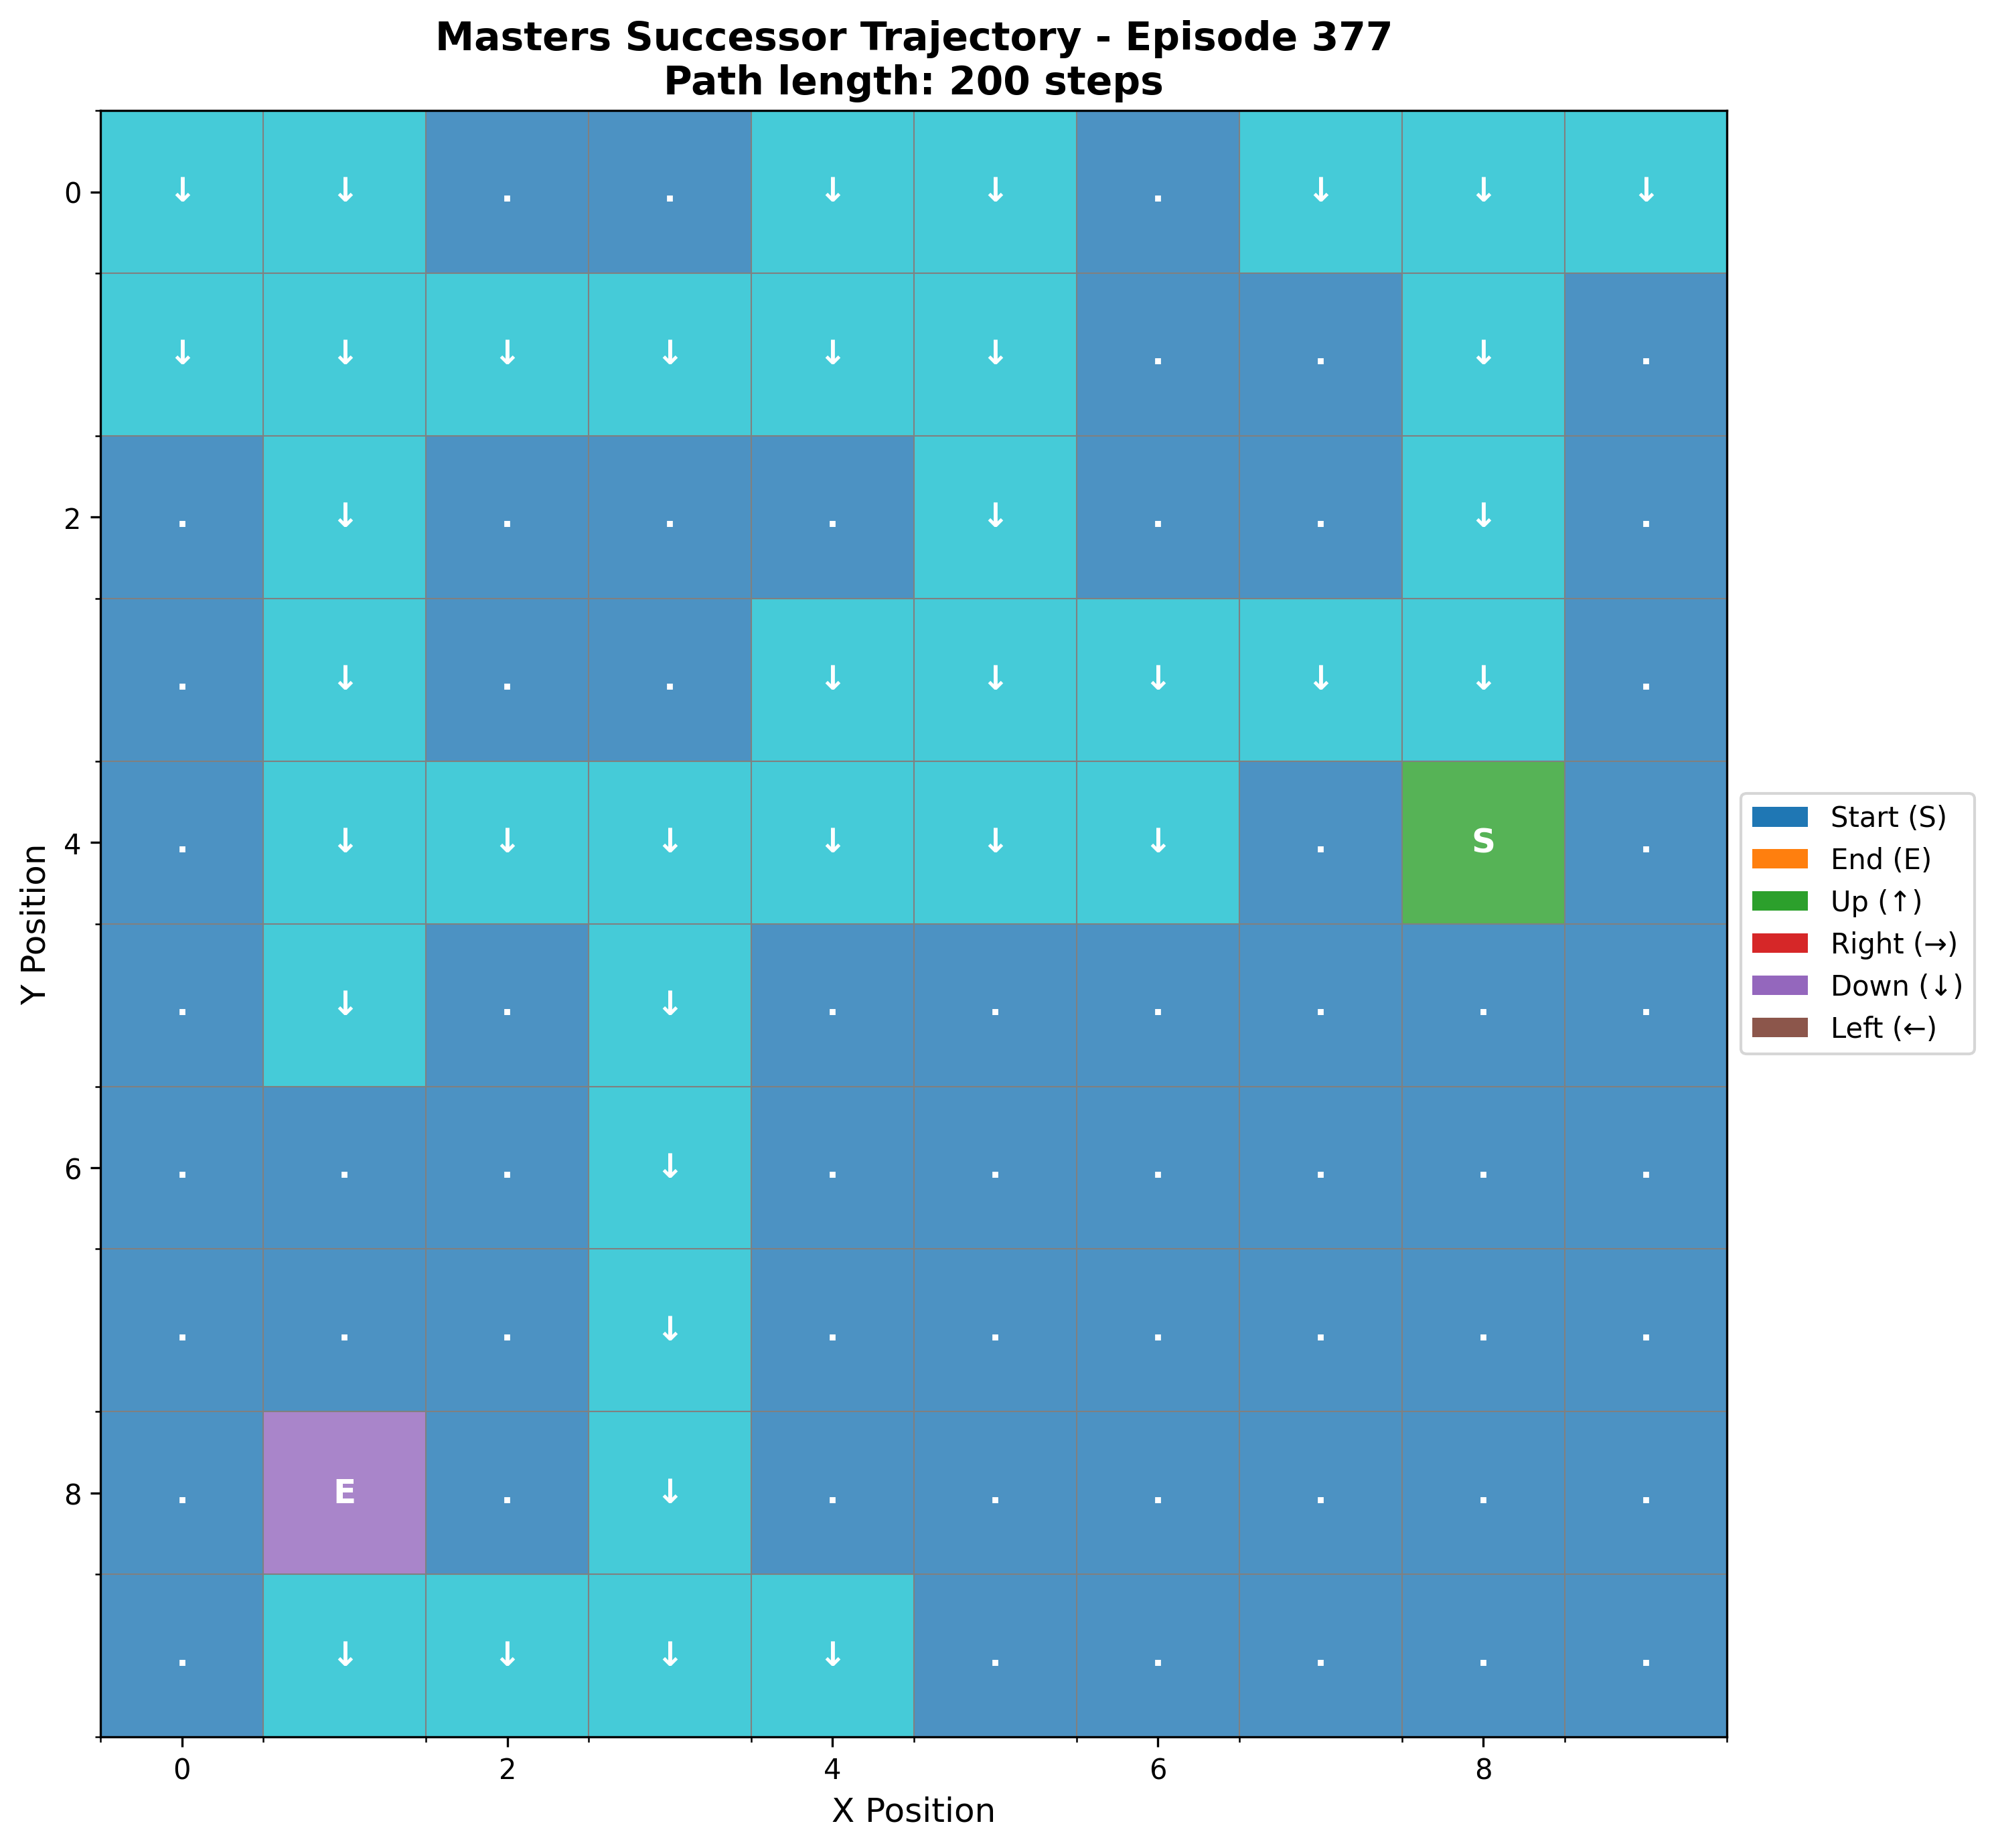 Masters Successor Trajectory - Episode 377
Path length: 200 steps
0 ↓ ↓ . . ↓ ↓ . ↓ ↓ ↓
↓ ↓ ↓ ↓ ↓ ↓ . . ↓ .
2 . ↓ . . . ↓ . . ↓ .
. ↓ . . ↓ ↓ ↓ ↓ ↓ .
4 . ↓ ↓ ↓ ↓ ↓ ↓ . S .
. ↓ . ↓ . . . . . .
6 . . . ↓ . . . . . .
. . . ↓ . . . . . .
8 . E . ↓ . . . . . .
. ↓ ↓ ↓ ↓ . . . . .
0 2 4 6 8
X Position
Y Position
Start (S)
End (E)
Up (↑)
Right (→)
Down (↓)
Left (←)